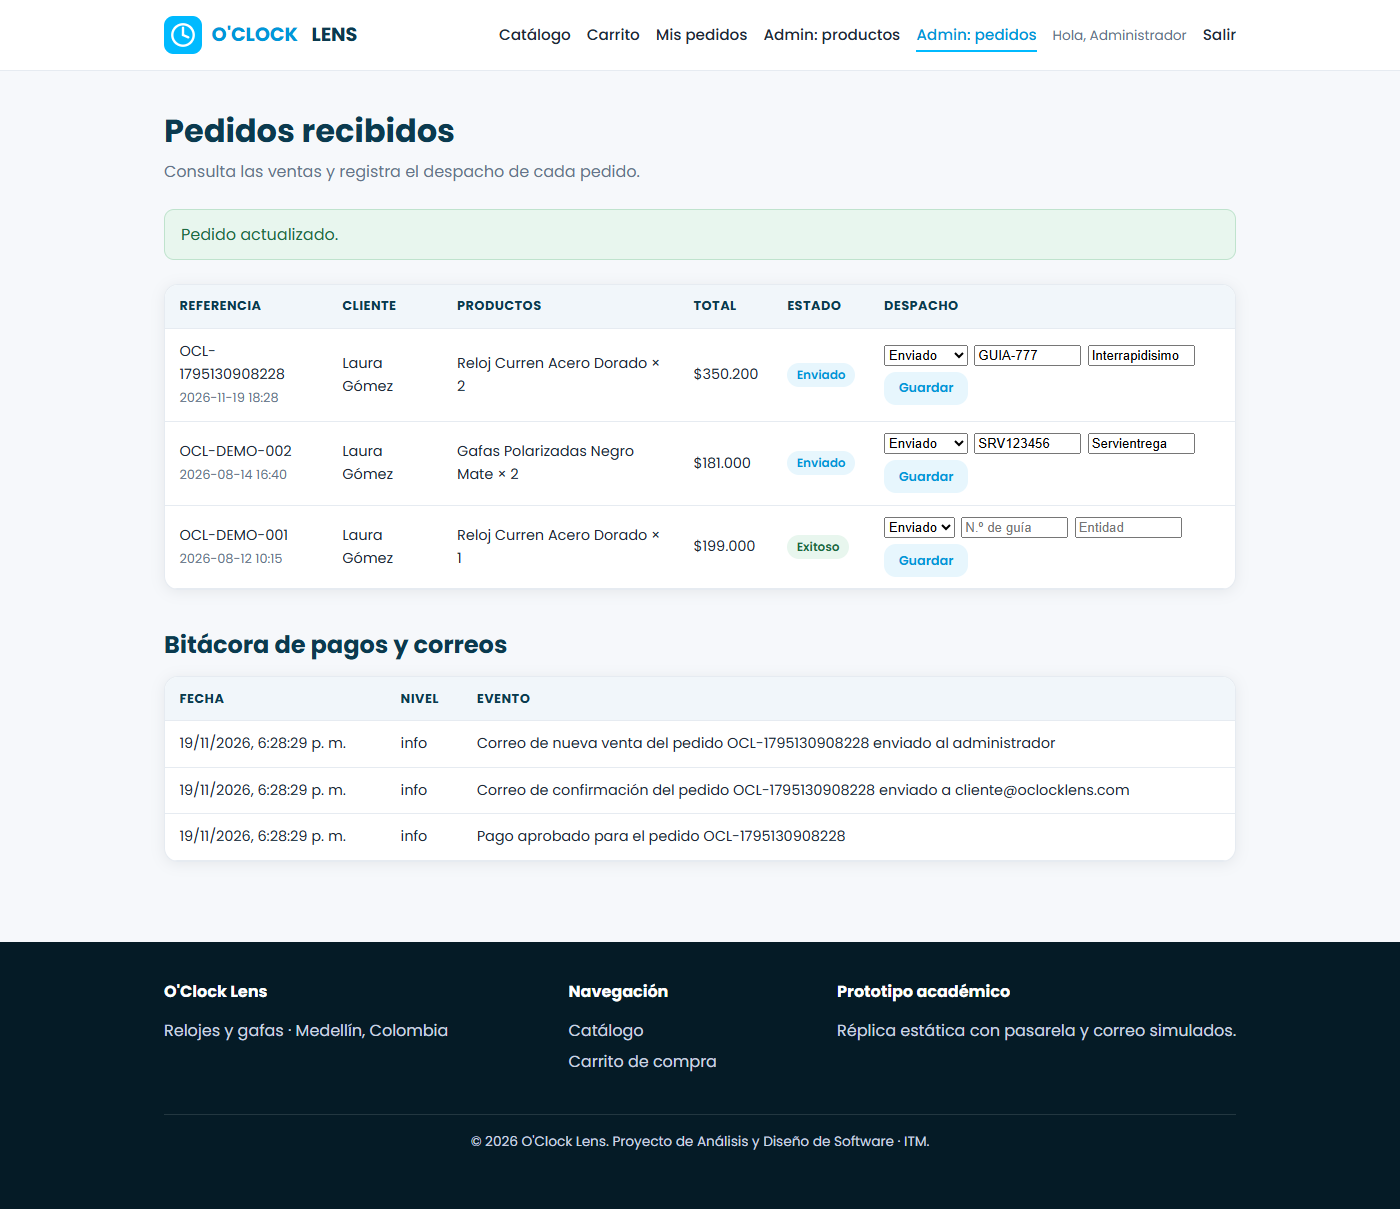 O'CLOCK LENS
Catálogo Carrito Mis pedidos Admin: productos Admin: pedidos Hola, Administrador Salir
Pedidos recibidos
Consulta las ventas y registra el despacho de cada pedido.
Pedido actualizado.
REFERENCIA CLIENTE PRODUCTOS TOTAL ESTADO DESPACHO
OCL-
1795130908228
2026-11-19 18:28
Laura
Gómez
Reloj Curren Acero Dorado ×
2
$350.200
Enviado
Enviado GUIA-777 Interrapidisimo
Guardar
OCL-DEMO-002
2026-08-14 16:40
Laura
Gómez
Gafas Polarizadas Negro
Mate × 2
$181.000
Enviado
Enviado SRV123456 Servientrega
Guardar
OCL-DEMO-001
2026-08-12 10:15
Laura
Gómez
Reloj Curren Acero Dorado ×
1
$199.000
Exitoso
Enviado N.º de guía Entidad
Guardar
Bitácora de pagos y correos
FECHA NIVEL EVENTO
19/11/2026, 6:28:29 p. m. info Correo de nueva venta del pedido OCL-1795130908228 enviado al administrador
19/11/2026, 6:28:29 p. m. info Correo de confirmación del pedido OCL-1795130908228 enviado a cliente@oclocklens.com
19/11/2026, 6:28:29 p. m. info Pago aprobado para el pedido OCL-1795130908228
O'Clock Lens
Relojes y gafas · Medellín, Colombia
Navegación
Catálogo
Carrito de compra
Prototipo académico
Réplica estática con pasarela y correo simulados.
© 2026 O'Clock Lens. Proyecto de Análisis y Diseño de Software · ITM.